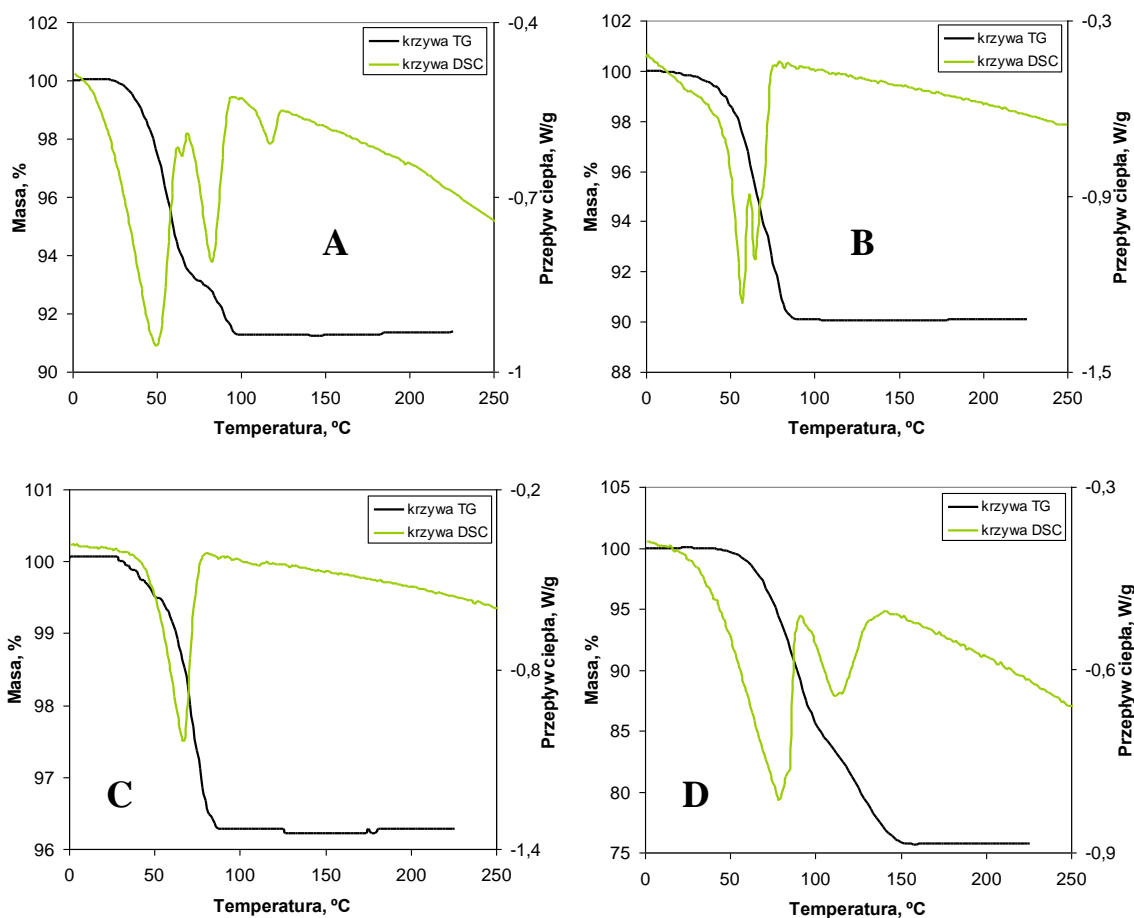 102
100
98
96
94
92
90
Masa, %
krzywa TG
krzywa DSC
A
-0,4
-0,7
-1
Przepływ ciepła, W/g
0 50 100 150 200 250
Temperatura, ºC
102
100
98
96
94
92
90
88
Masa, %
krzywa TG
krzywa DSC
B
-0,3
-0,9
-1,5
Przepływ ciepła, W/g
0 50 100 150 200 250
Temperatura, ºC
101
100
99
98
97
96
Masa, %
krzywa TG
krzywa DSC
C
-0,2
-0,8
-1,4
Przepływ ciepła, W/g
0 50 100 150 200 250
Temperatura, ºC
105
100
95
90
85
80
75
Masa, %
krzywa TG
krzywa DSC
D
-0,3
-0,6
-0,9
Przepływ ciepła, W/g
0 50 100 150 200 250
Temperatura, ºC